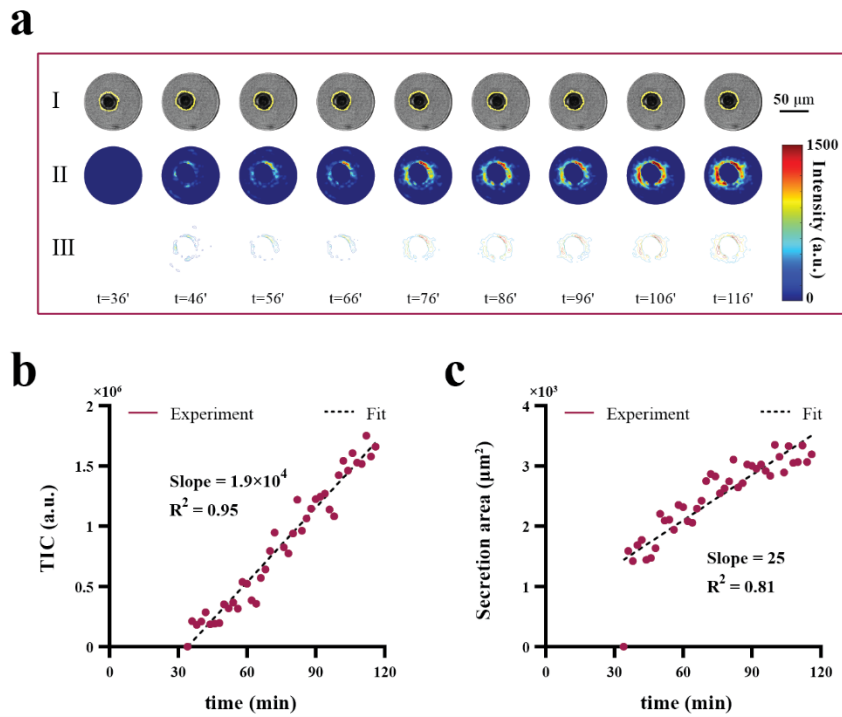 a
I
50 μm
II
1500
Intensity (a.u.)
0
III
t=36' t=46' t=56' t=66' t=76' t=86' t=96' t=106' t=116'
b
×10⁶
2
1.5
1
0.5
0
TIC (a.u.)
Experiment
Fit
Slope = 1.9×10⁴
R² = 0.95
0 30 60 90 120
time (min)
c
×10³
4
3
2
1
0
Secretion area (μm²)
Experiment
Fit
Slope = 25
R² = 0.81
0 30 60 90 120
time (min)